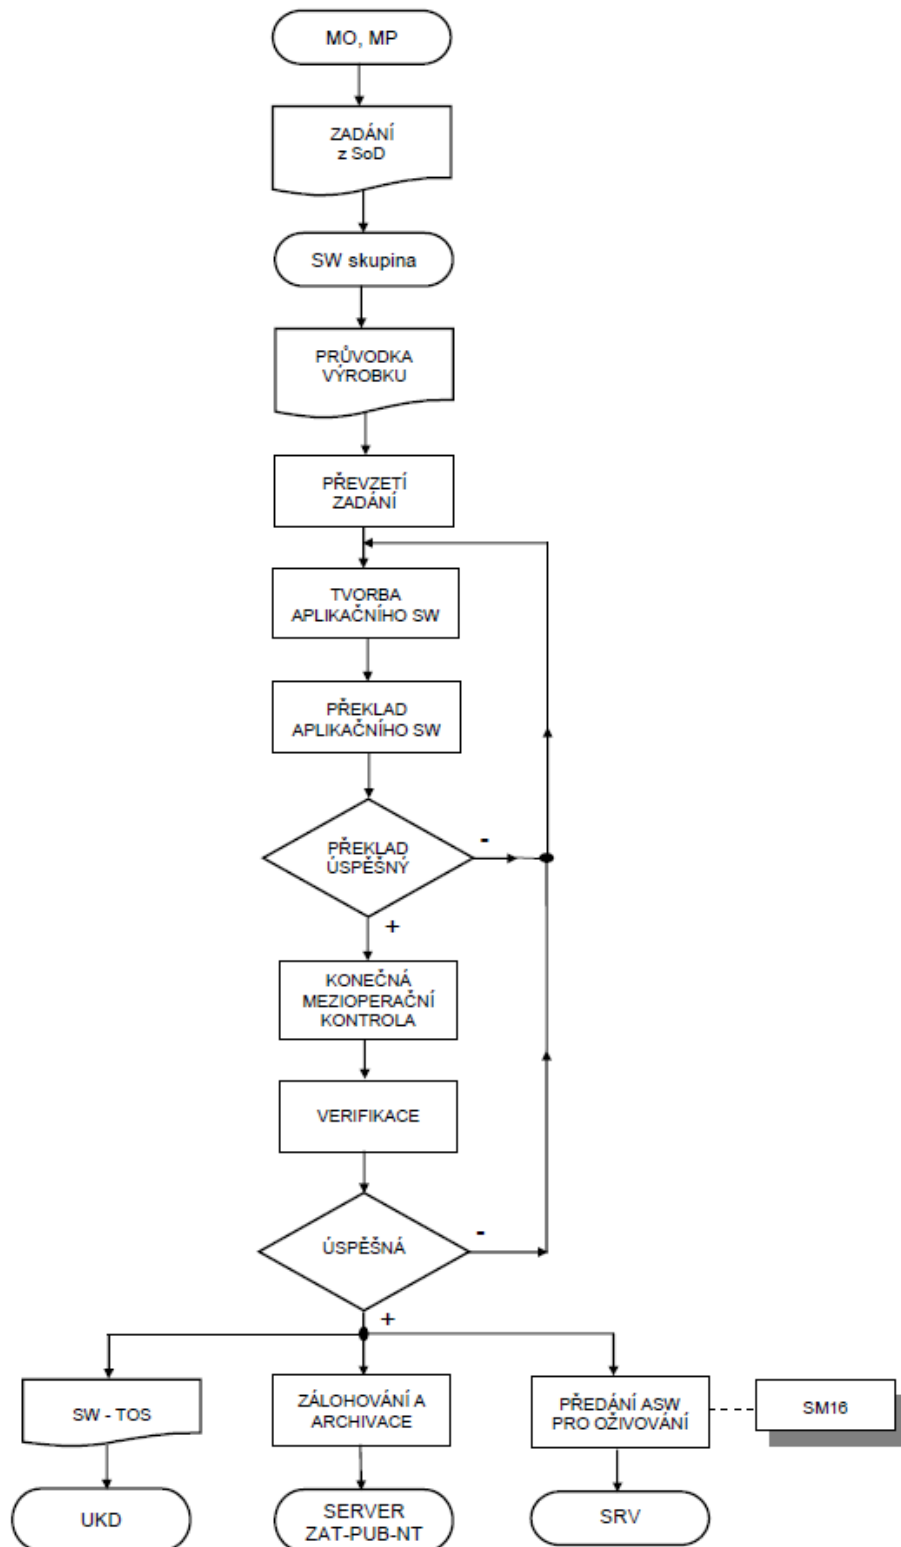 MO, MP
ZADÁNÍ
z SoD
SW skupina
PRŮVODKA
VÝROBKU
PŘEVZETÍ
ZADÁNÍ
TVORBA
APLIKAČNÍHO SW
PŘEKLAD
APLIKAČNÍHO SW
PŘEKLAD
ÚSPĚŠNÝ
-
+
KONEČNÁ
MEZIOPERAČNÍ
KONTROLA
VERIFIKACE
ÚSPĚŠNÁ
-
+
SW - TOS
ZÁLOHOVÁNÍ A
ARCHIVACE
PŘEDÁNÍ ASW
PRO OŽIVOVÁNÍ
SM16
UKD
SERVER
ZAT-PUB-NT
SRV